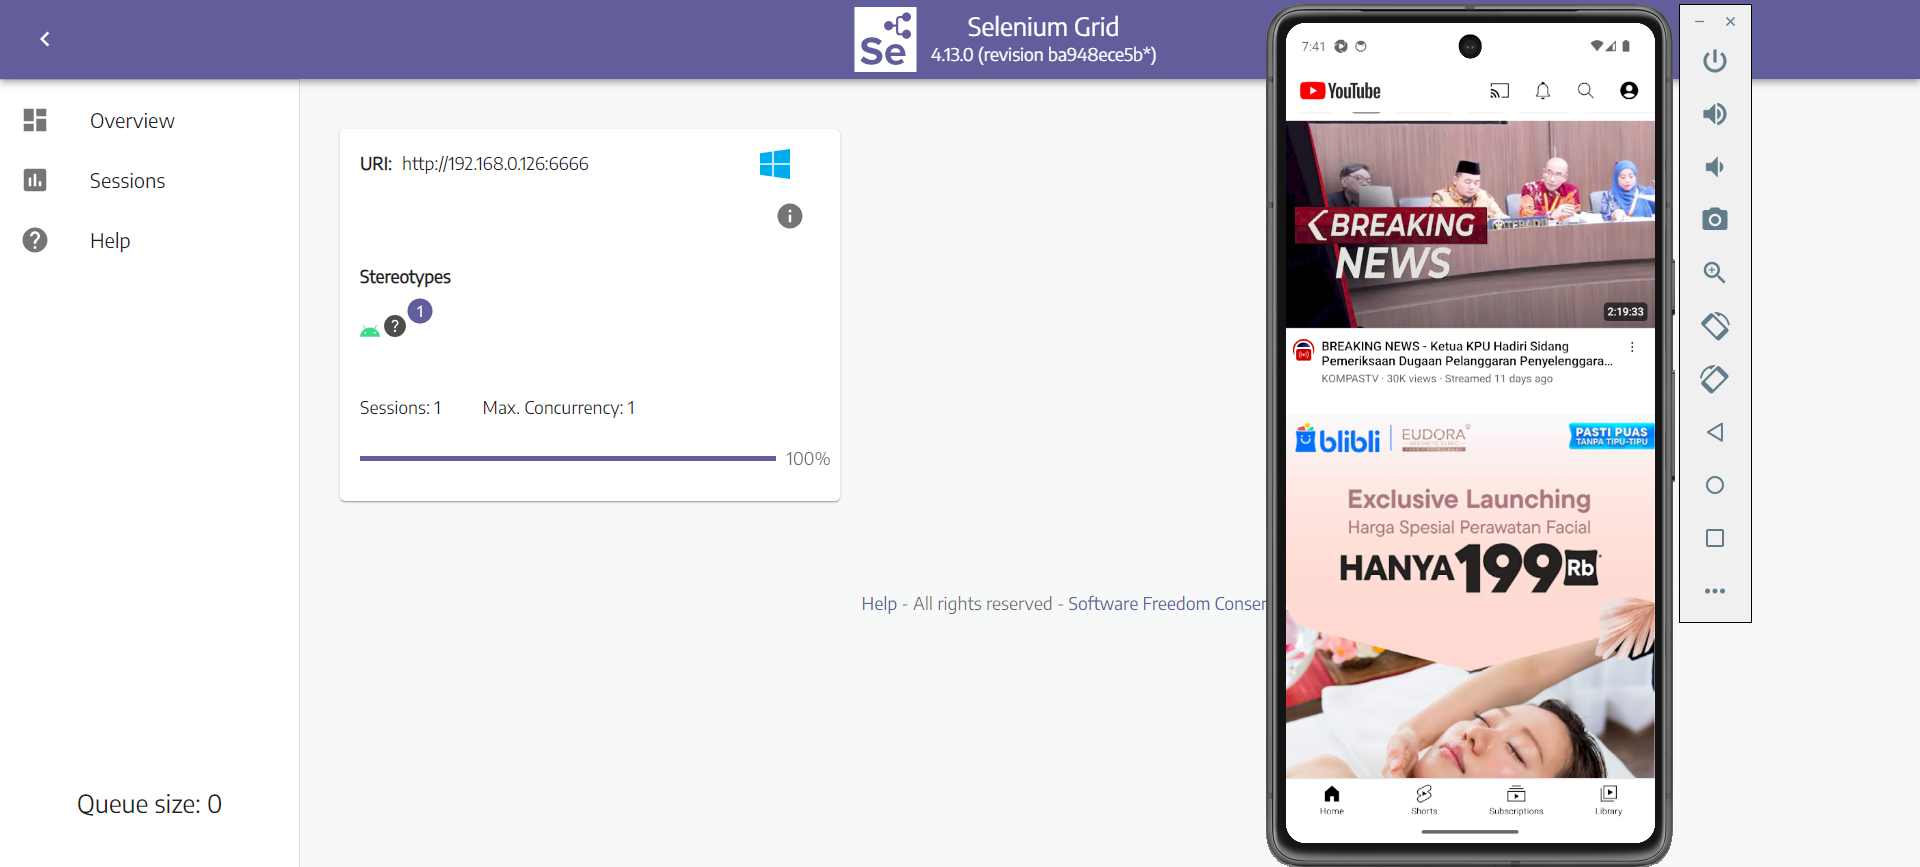 Se
Selenium Grid
4.13.0 (revision ba948ece5b*)
Overview
Sessions
Help
Queue size: 0
URI: http://192.168.0.126:6666
Stereotypes
1
Sessions: 1 Max. Concurrency: 1
100%
Help - All rights reserved - Software Freedom Conser
7:41
YouTube
BREAKING
NEWS
2:19:33
BREAKING NEWS - Ketua KPU Hadiri Sidang
Pemeriksaan Dugaan Pelanggaran Penyelenggara...
KOMPASTV · 30K views · Streamed 11 days ago
blibli
EUDORA
PASTI PUAS
TANPA TIPU-TIPU
Exclusive Launching
Harga Spesial Perawatan Facial
HANYA 199 Rb*
Home Shorts Subscriptions Library